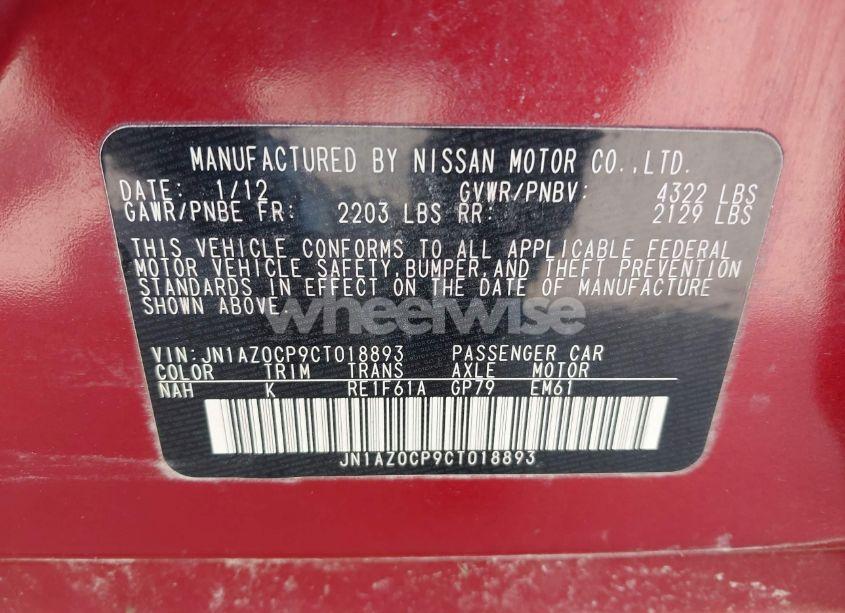 MANUFACTURED BY NISSAN MOTOR CO.,LTD.
DATE: 1/12 GVWR/PNBV: 4322 LBS
GAWR/PNBE FR: 2203 LBS RR: 2129 LBS
THIS VEHICLE CONFORMS TO ALL APPLICABLE FEDERAL
MOTOR VEHICLE SAFETY,BUMPER,AND THEFT PREVENTION
STANDARDS IN EFFECT ON THE DATE OF MANUFACTURE
SHOWN ABOVE.
wheelwise
VIN:JN1AZ0CP9CT018893 PASSENGER CAR
COLOR TRIM TRANS AXLE MOTOR
NAH K RE1F61A GP79 EM61
JN1AZ0CP9CT018893